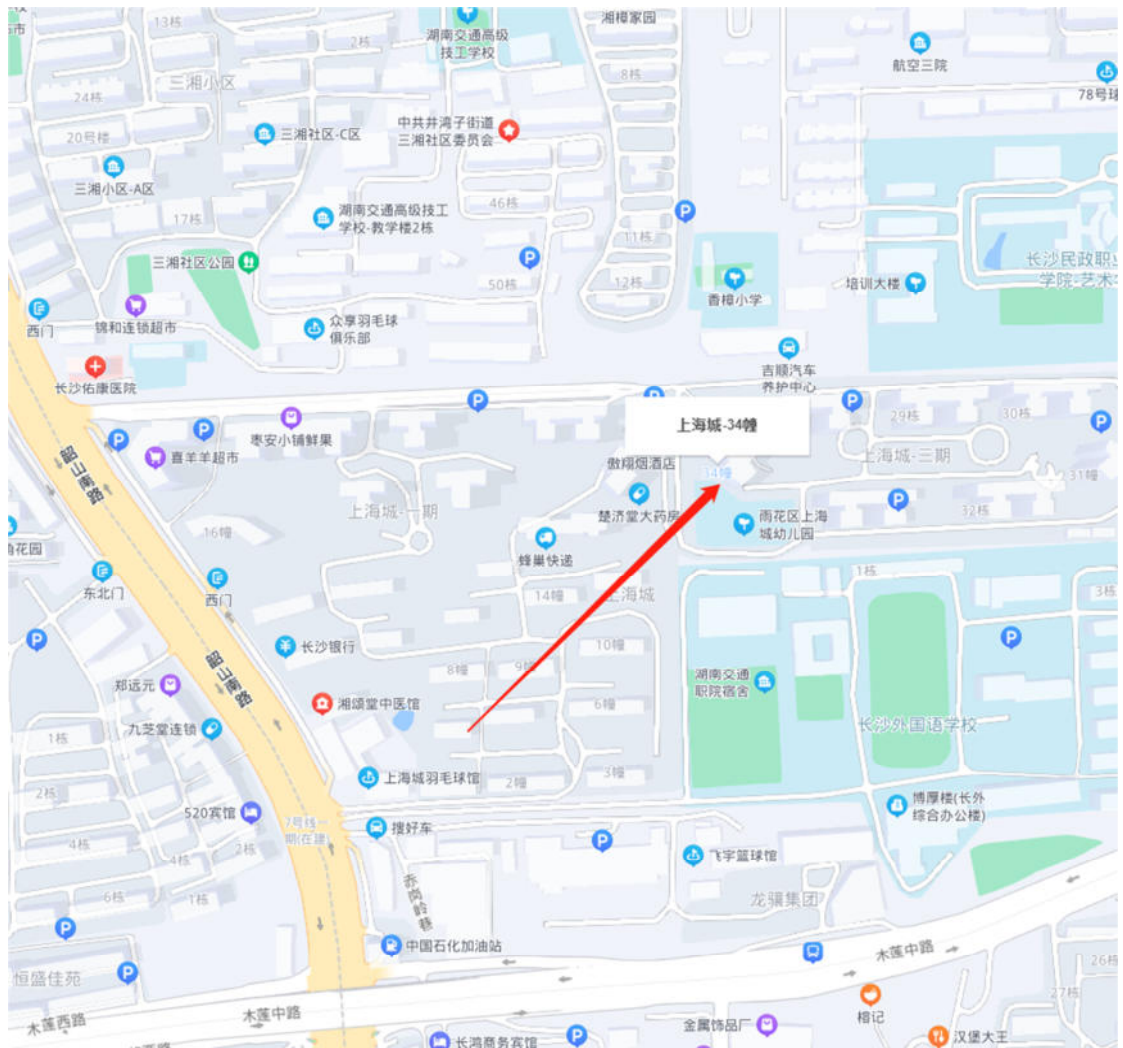 湘樟家园
13栋
2栋
湖南交通高级
技工学校
航空三院
三湘小区
8栋
24栋
78号球
中共井湾子街道
三湘社区委员会
三湘社区-C区
20号楼
三湘小区-A区
46栋
湖南交通高级技工
学校-教学楼2栋
17栋
11栋
三湘社区公园
50栋
12栋
香樟小学
培训大楼
长沙民政职业
学院-艺术
西门
锦和连锁超市
众享羽毛球
俱乐部
长沙佑康医院
吉顺汽车
养护中心
枣安小铺鲜果
上海城-34幢
29栋
30栋
喜羊羊超市
韶山南路
傲翔烟酒店
34幢
上海城-三期
31幢
上海城-一期
楚济堂大药房
雨花区上海
城幼儿园
32栋
16幢
角花园
蜂巢快递
东北门
西门
14幢
上海城
1栋
3栋
长沙银行
10幢
8幢
9幢
韶山南路
湖南交通
职院宿舍
郑远元
湘颂堂中医馆
6幢
九芝堂连锁
长沙外国语学校
1栋
上海城羽毛球馆
2幢
3幢
2栋
520宾馆
7号线一
期(在建)
搜好车
博厚楼(长外
综合办公楼)
4栋
4栋
2栋
飞宇篮球馆
赤岗岭巷
6栋
1栋
龙骧集团
中国石化加油站
木莲中路
恒盛佳苑
26栋
27栋
木莲西路
木莲中路
榕记
金属饰品厂
长鸿商务宾馆
汉堡大王